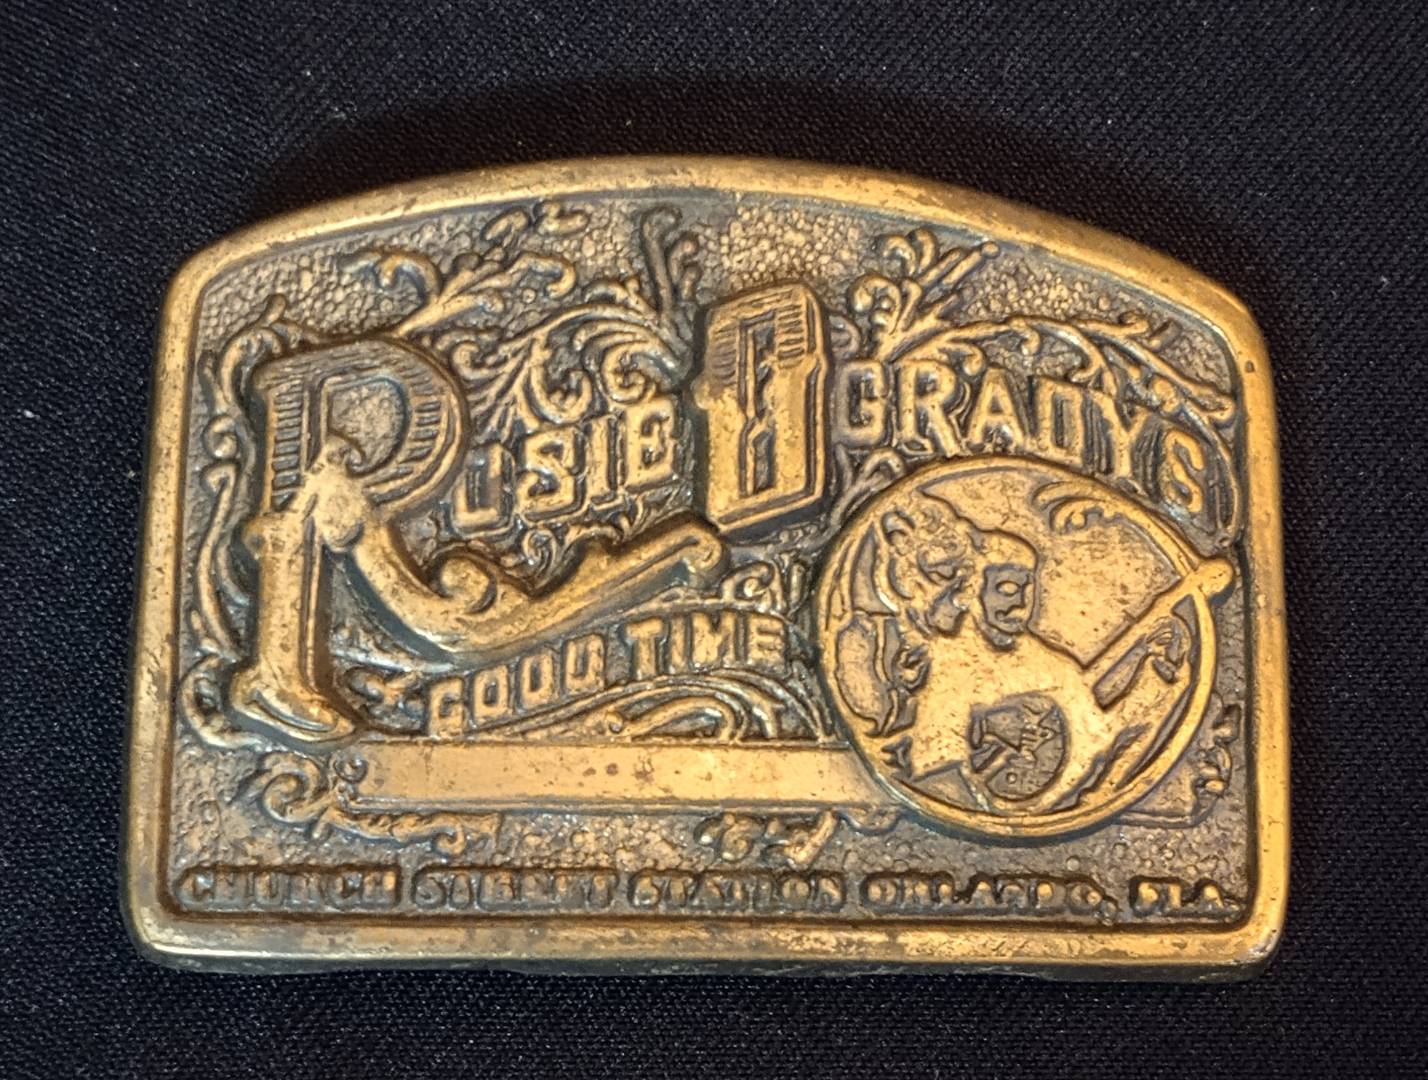 ROSIE O GRADYS
GOOD TIME
CHURCH STREET STATION ORLANDO, FLA.